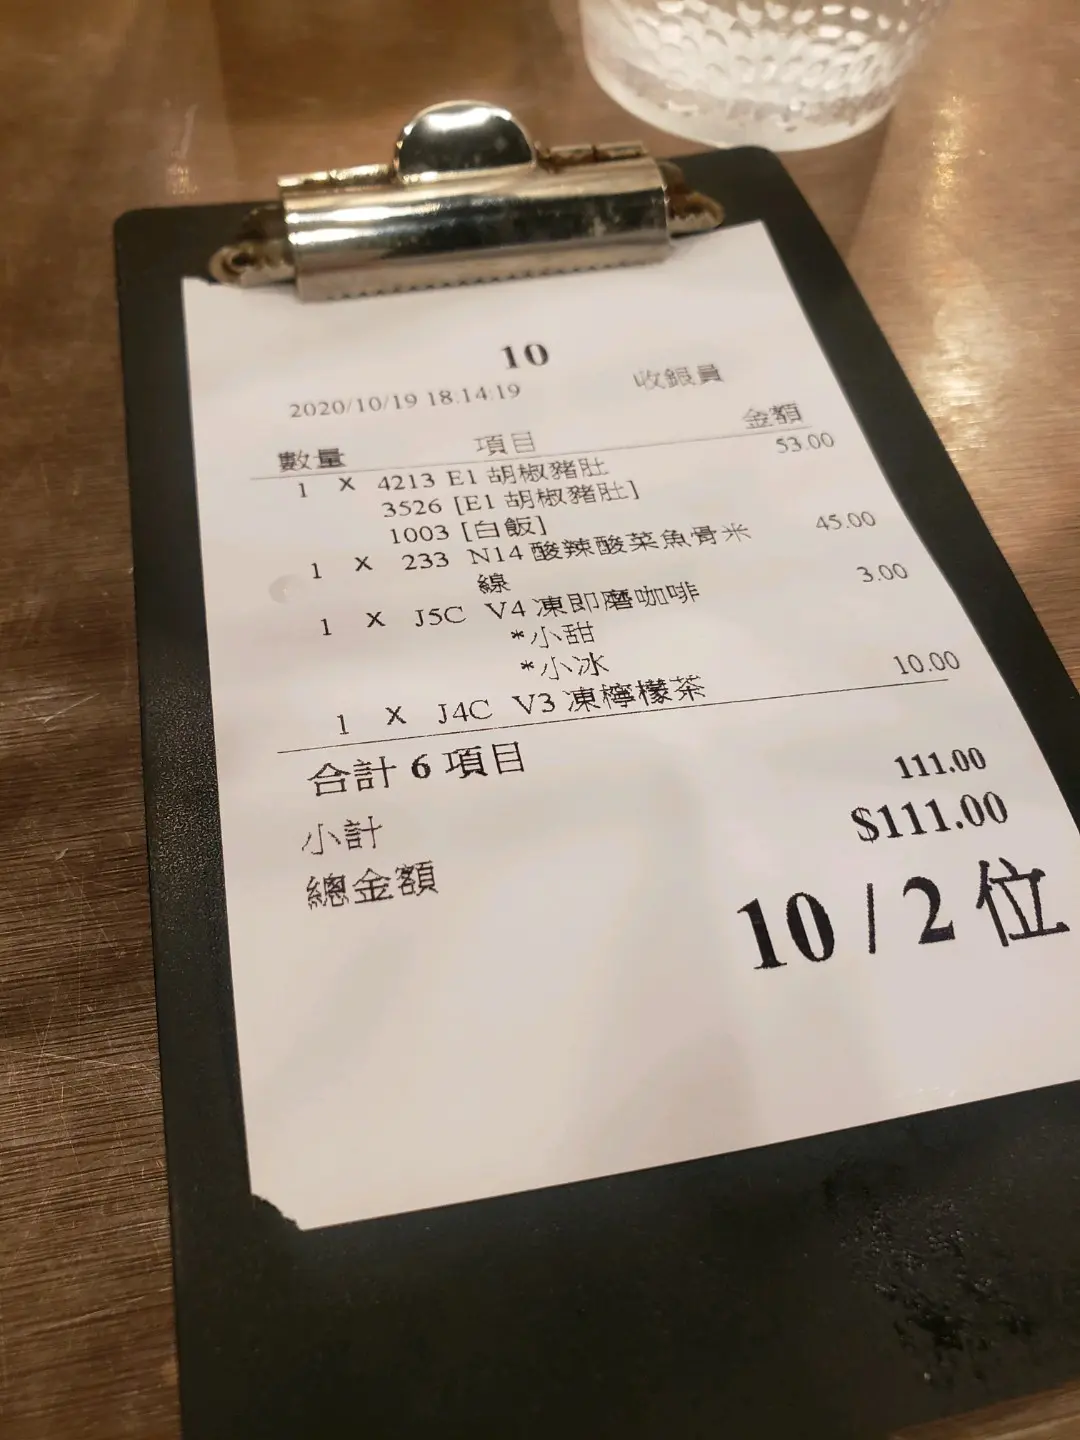 10
2020/10/19 18:14:19 收銀員
數量 項目 金額
1 X 4213 E1 胡椒豬肚 53.00
3526 [E1 胡椒豬肚]
1003 [白飯]
1 X 233 N14 酸辣酸菜魚骨米 45.00
線
1 X J5C V4 凍即磨咖啡 3.00
*小甜
*小冰
1 X J4C V3 凍檸檬茶 10.00
合計 6 項目
小計 111.00
總金額 $111.00
10 / 2 位